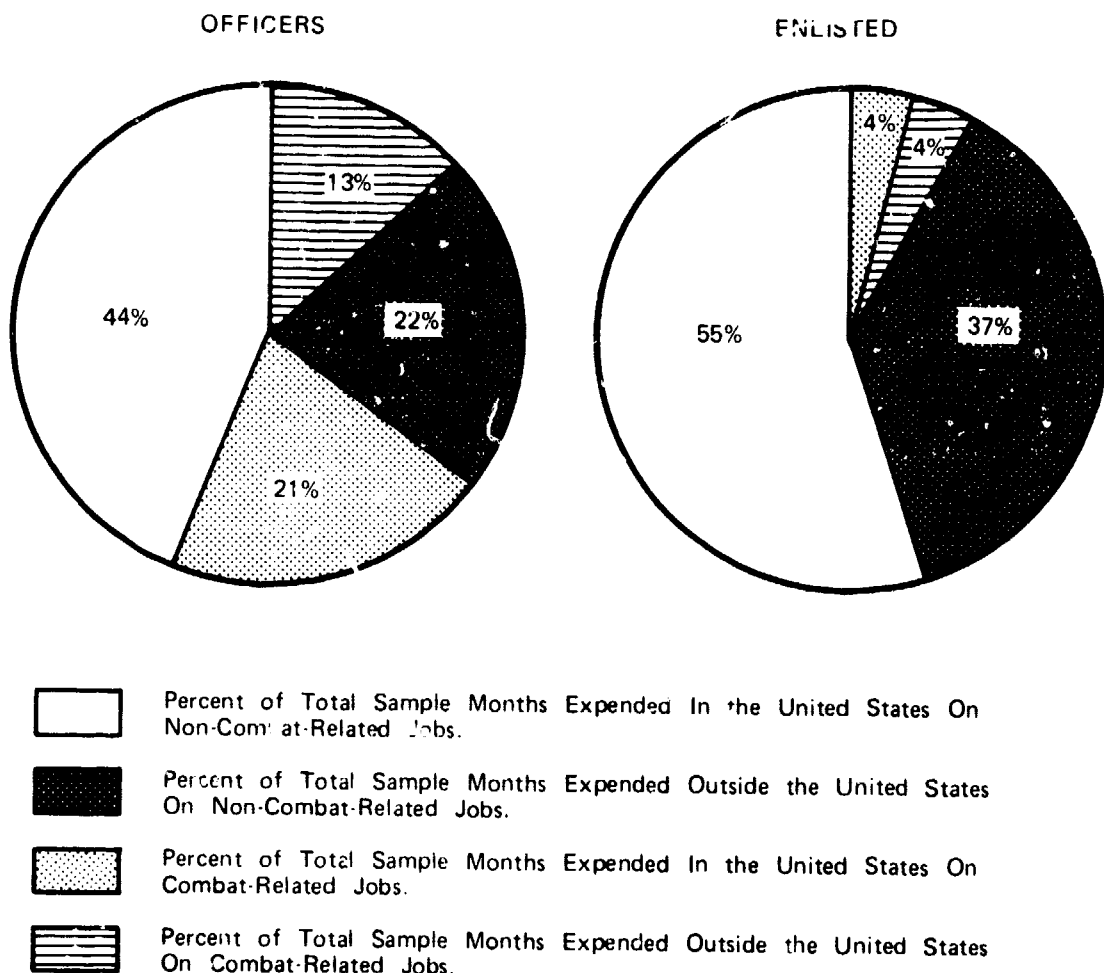 OFFICERS
ENLISTED
13%
44%
22%
21%
4%
4%
55%
37%
Percent of Total Sample Months Expended In the United States On
Non-Combat-Related Jobs.
Percent of Total Sample Months Expended Outside the United States
On Non-Combat-Related Jobs.
Percent of Total Sample Months Expended In the United States On
Combat-Related Jobs.
Percent of Total Sample Months Expended Outside the United States
On Combat-Related Jobs.